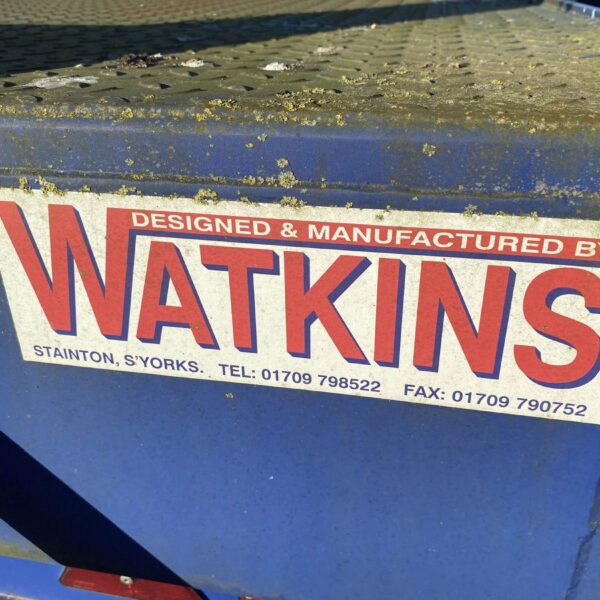 DESIGNED & MANUFACTURED BY
WATKINS
STAINTON, S'YORKS. TEL: 01709 798522 FAX: 01709 790752